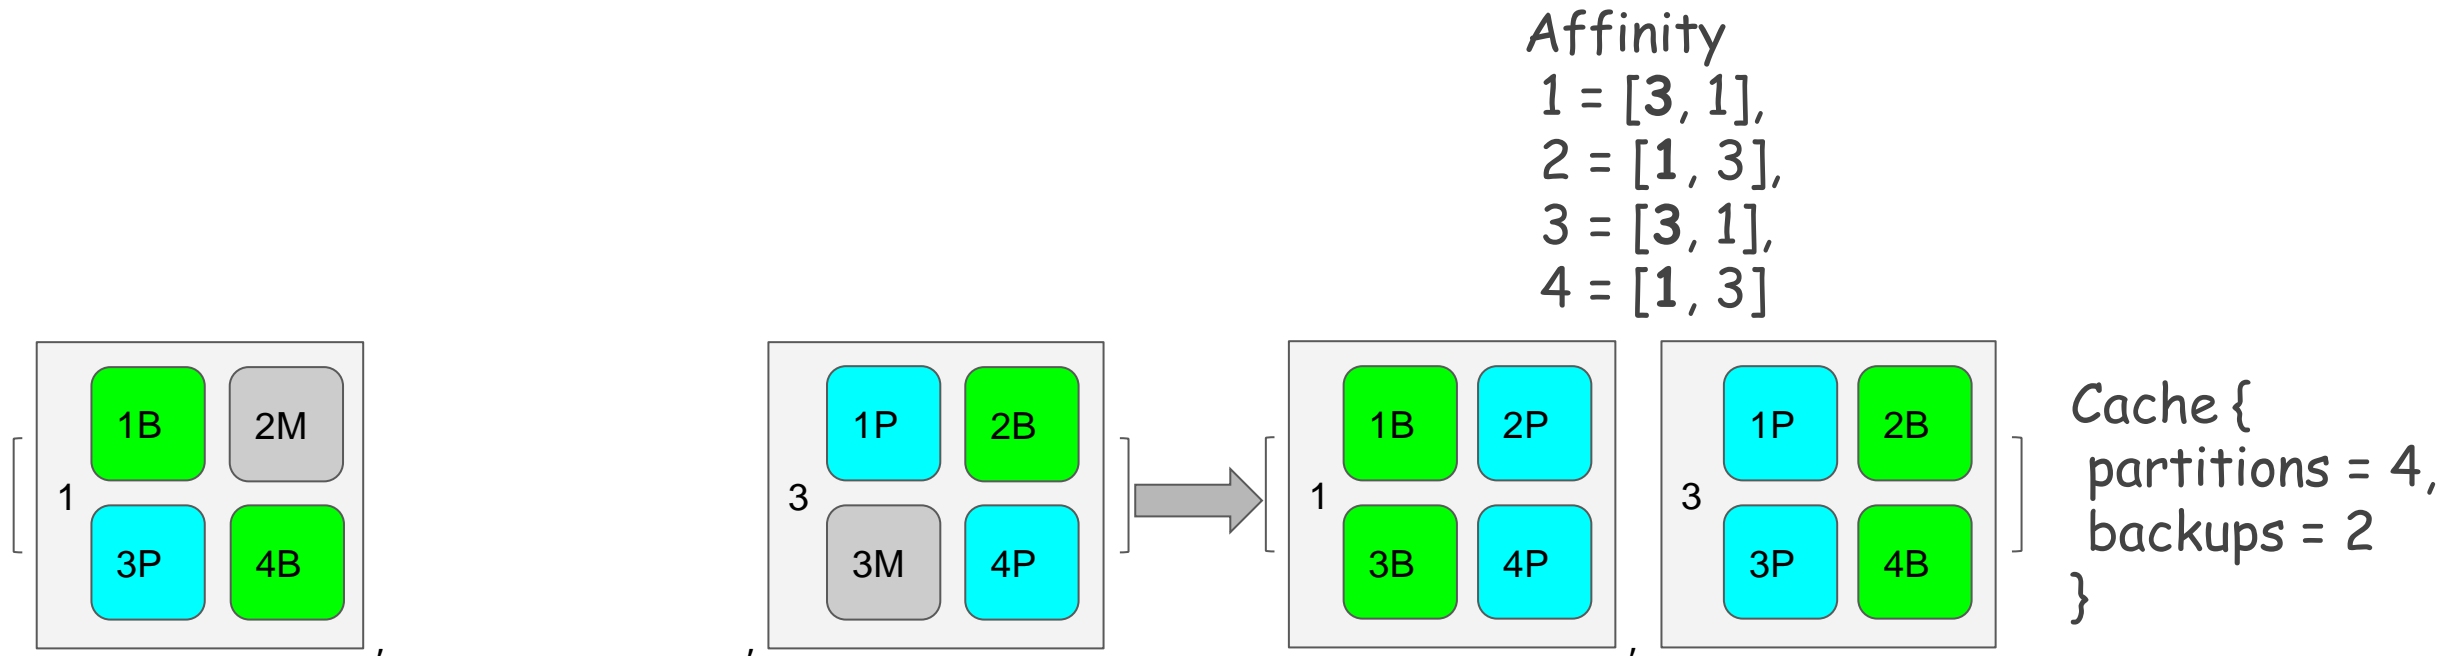 Affinity
1 = [3, 1],
2 = [1, 3],
3 = [3, 1],
4 = [1, 3]
[ 1 1B 2M 3P 4B , , 3 1P 2B 3M 4P ]
[ 1 1B 2P 3B 4P , 3 1P 2B 3P 4B ]
Cache {
partitions = 4,
backups = 2
}